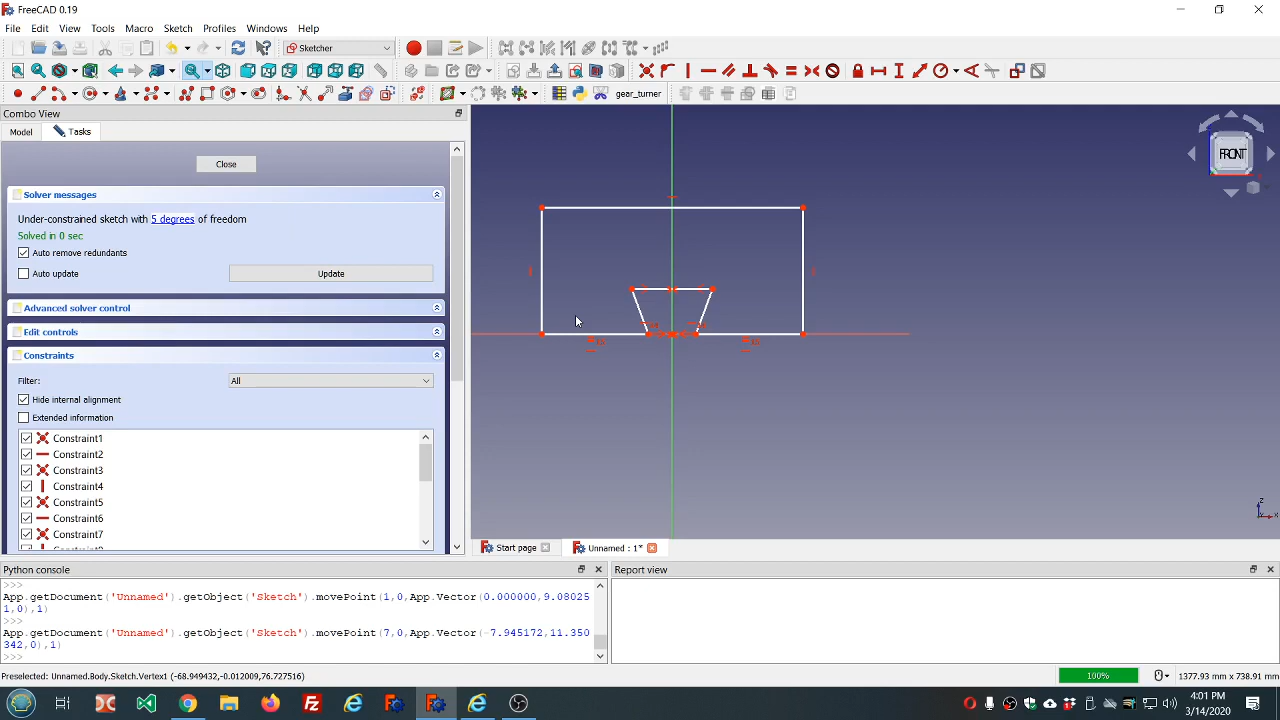 FreeCAD 0.19
File Edit View Tools Macro Sketch Profiles Windows Help
Sketcher
gear_turner
Combo View
Model Tasks
Close
Solver messages
Under-constrained sketch with 5 degrees of freedom
Solved in 0 sec
Auto remove redundants
Auto update Update
Advanced solver control
Edit controls
Constraints
Filter: All
Hide internal alignment
Extended information
Constraint1
Constraint2
Constraint3
Constraint4
Constraint5
Constraint6
Constraint7
FRONT
Start page Unnamed : 1*
Python console
>>>
App.getDocument('Unnamed').getObject('Sketch').movePoint(1,0,App.Vector(0.000000,9.08025
1,0),1)
>>>
App.getDocument('Unnamed').getObject('Sketch').movePoint(7,0,App.Vector(-7.945172,11.350
342,0),1)
>>>
Report view
Preselected: Unnamed.Body.Sketch.Vertex1 (-68.949432,-0.012009,76.727516)
100%
1377.93 mm x 738.91 mm
4:01 PM
3/14/2020